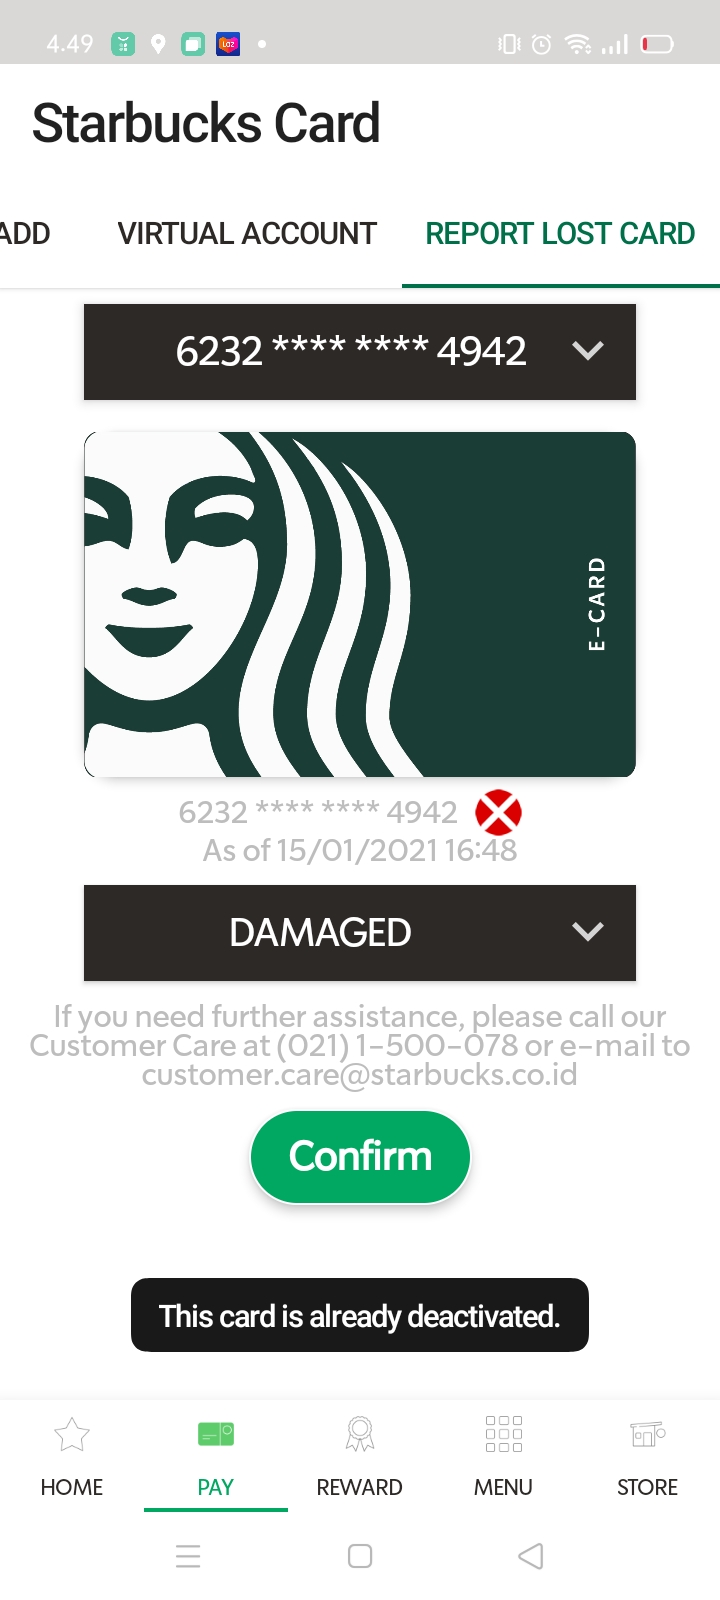 4.49
Laz
Starbucks Card
ADD VIRTUAL ACCOUNT REPORT LOST CARD
6232 **** **** 4942
E-CARD
6232 **** **** 4942
As of 15/01/2021 16:48
DAMAGED
If you need further assistance, please call our
Customer Care at (021) 1-500-078 or e-mail to
customer.care@starbucks.co.id
Confirm
This card is already deactivated.
HOME PAY REWARD MENU STORE